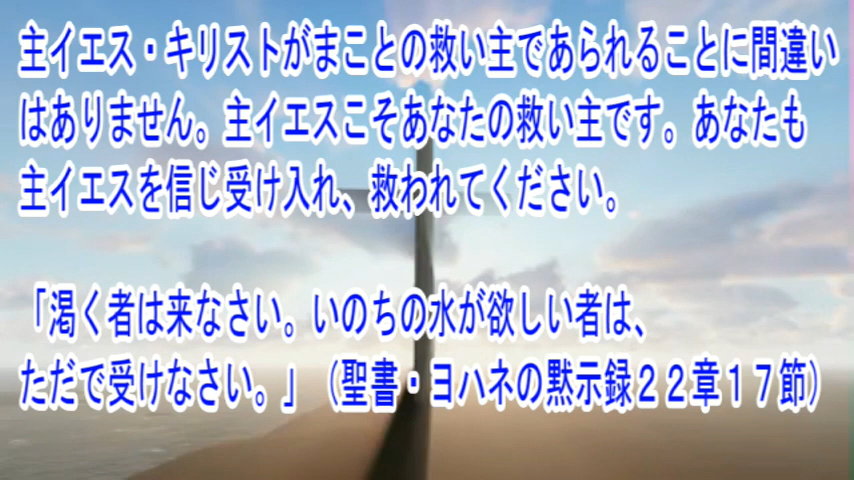 主イエス・キリストがまことの救い主であられることに間違い
はありません。主イエスこそあなたの救い主です。あなたも
主イエスを信じ受け入れ、救われてください。
「渇く者は来なさい。いのちの水が欲しい者は、
ただで受けなさい。」（聖書・ヨハネの黙示録２２章１７節）